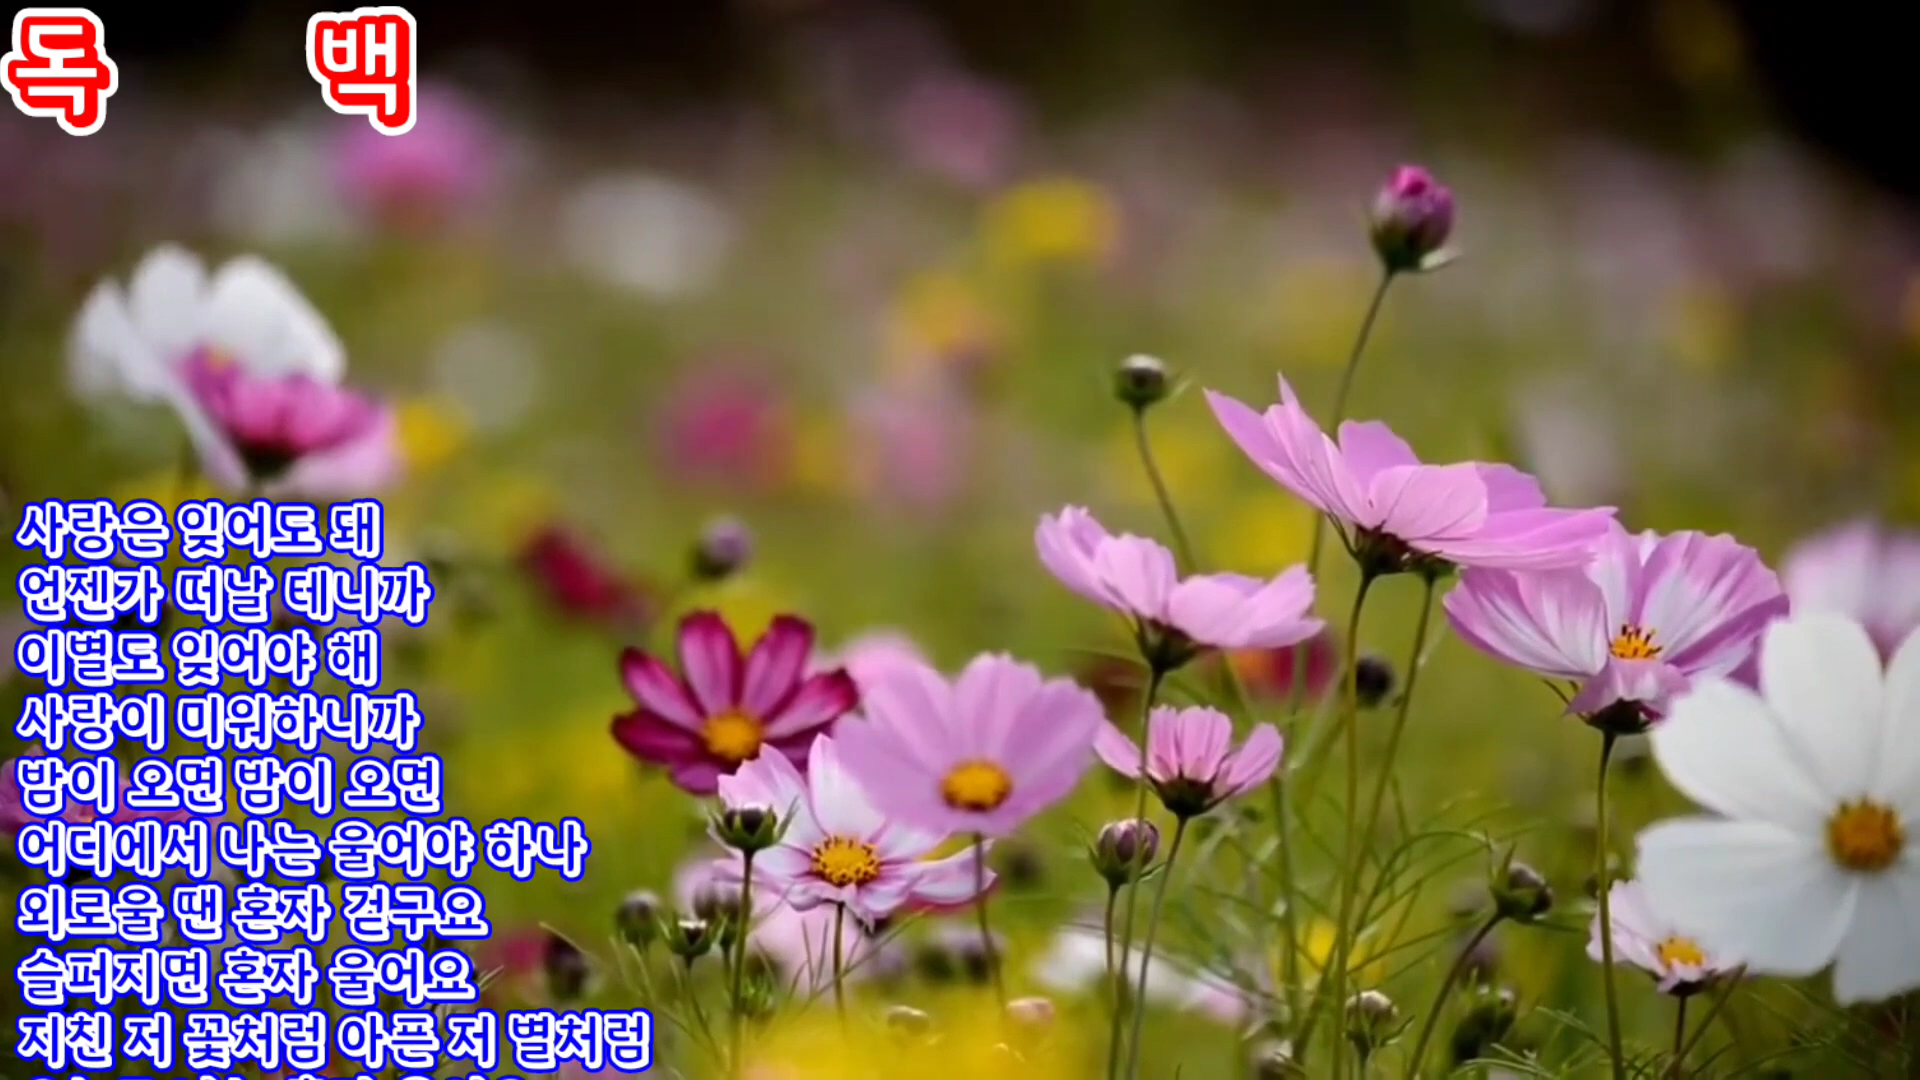 독 백
사랑은 잊어도 돼
언젠가 떠날 데니까
이별도 잊어야 해
사랑이 미워하니까
밤이 오면 밤이 오면
어디에서 나는 울어야 하나
외로울 땐 혼자 걷구요
슬퍼지면 혼자 울어요
지친 저 꽃처럼 아픈 저 별처럼